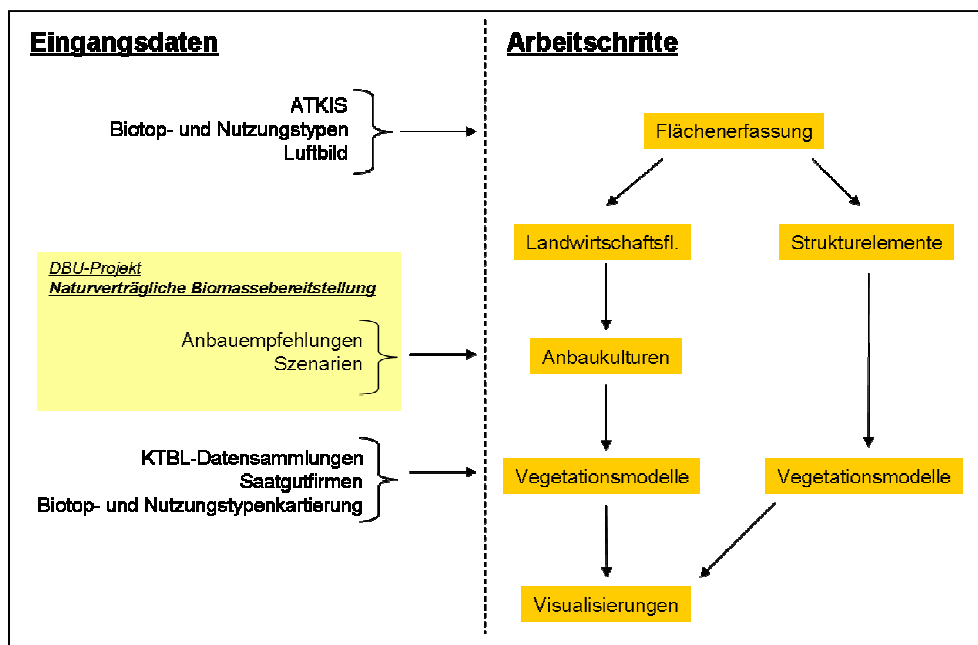 Eingangsdaten
ATKIS
Biotop- und Nutzungstypen
Luftbild
DBU-Projekt
Naturverträgliche Biomassebereitstellung
Anbauempfehlungen
Szenarien
KTBL-Datensammlungen
Saatgutfirmen
Biotop- und Nutzungstypenkartierung
Arbeitschritte
Flächenerfassung
Landwirtschaftsfl.
Strukturelemente
Anbaukulturen
Vegetationsmodelle
Vegetationsmodelle
Visualisierungen